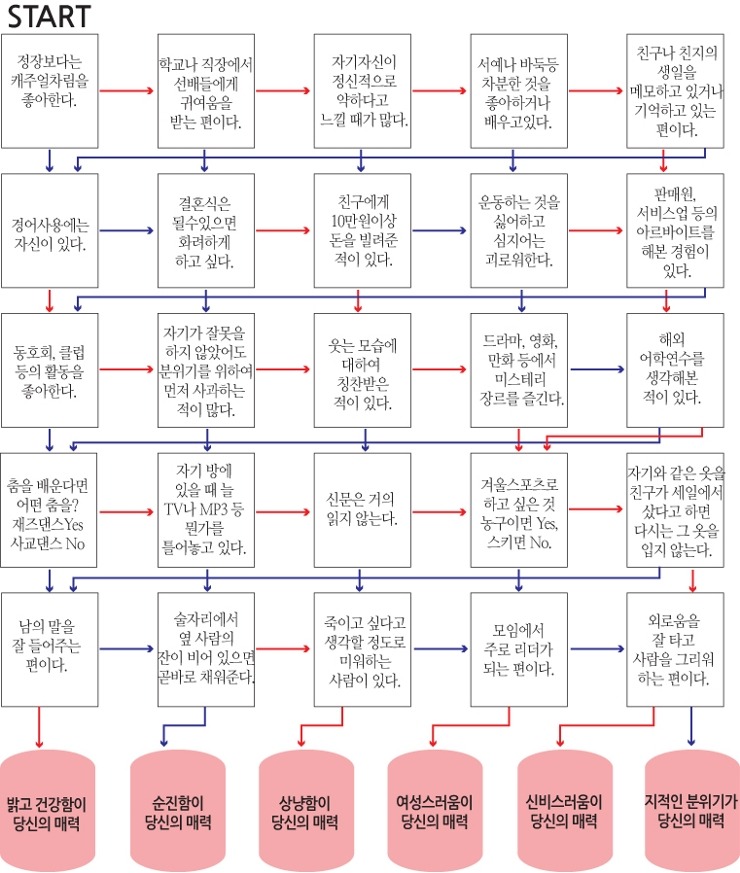 START
정장보다는
캐주얼차림을
좋아한다.
학교나 직장에서
선배들에게
귀여움을
받는 편이다.
자기자신이
정신적으로
약하다고
느낄 때가 많다.
서예나 바둑등
차분한 것을
좋아하거나
배우고있다.
친구나 친지의
생일을
메모하고 있거나
기억하고 있는
편이다.
경어사용에는
자신이 있다.
결혼식은
될수있으면
화려하게
하고 싶다.
친구에게
10만원이상
돈을 빌려준
적이 있다.
운동하는 것을
싫어하고
심지어는
괴로워한다.
판매원,
서비스업 등의
아르바이트를
해본 경험이
있다.
동호회, 클럽
등의 활동을
좋아한다.
자기가 잘못을
하지 않았어도
분위기를 위하여
먼저 사과하는
적이 많다.
웃는 모습에
대하여
칭찬받은
적이 있다.
드라마, 영화,
만화 등에서
미스테리
장르를 즐긴다.
해외
어학연수를
생각해본
적이 있다.
춤을 배운다면
어떤 춤을?
재즈댄스Yes
사교댄스 No
자기 방에
있을 때 늘
TV나 MP3 등
뭔가를
틀어놓고 있다.
신문은 거의
읽지 않는다.
겨울스포츠로
하고 싶은 것
농구이면 Yes,
스키면 No.
자기와 같은 옷을
친구가 세일에서
샀다고 하면
다시는 그 옷을
입지 않는다.
남의 말을
잘 들어주는
편이다.
술자리에서
옆 사람의
잔이 비어 있으면
곧바로 채워준다.
죽이고 싶다고
생각할 정도로
미워하는
사람이 있다.
모임에서
주로 리더가
되는 편이다.
외로움을
잘 타고
사람을 그리워
하는 편이다.
밝고 건강함이
당신의 매력
순진함이
당신의 매력
상냥함이
당신의 매력
여성스러움이
당신의 매력
신비스러움이
당신의 매력
지적인 분위기가
당신의 매력